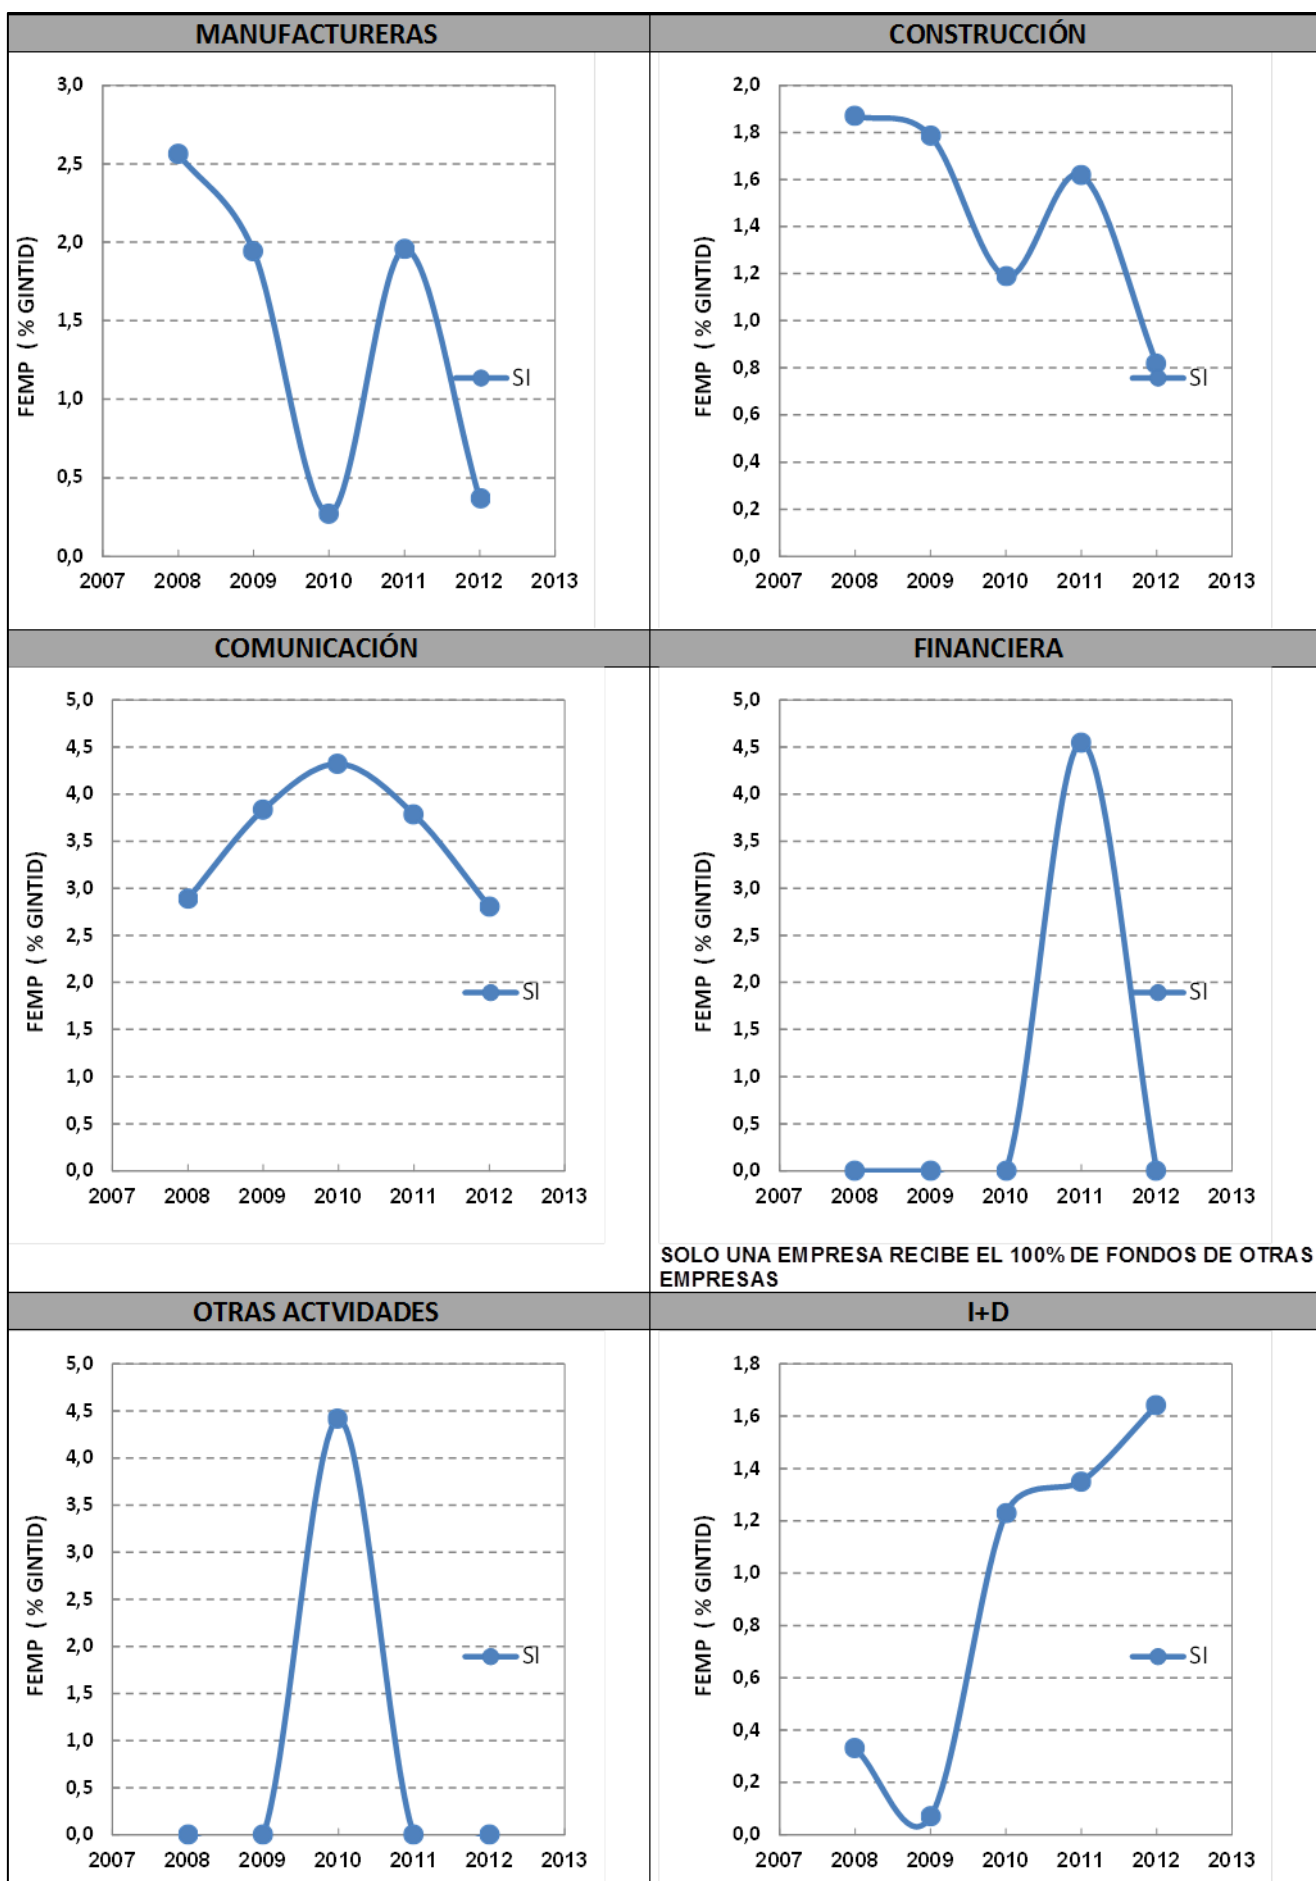 MANUFACTURERAS
3,0
2,5
2,0
1,5
1,0
0,5
0,0
FEMP ( % GINTID)
SI
2007 2008 2009 2010 2011 2012 2013
CONSTRUCCIÓN
2,0
1,8
1,6
1,4
1,2
1,0
0,8
0,6
0,4
0,2
0,0
FEMP ( % GINTID)
SI
2007 2008 2009 2010 2011 2012 2013
COMUNICACIÓN
5,0
4,5
4,0
3,5
3,0
2,5
2,0
1,5
1,0
0,5
0,0
FEMP ( % GINTID)
SI
2007 2008 2009 2010 2011 2012 2013
FINANCIERA
5,0
4,5
4,0
3,5
3,0
2,5
2,0
1,5
1,0
0,5
0,0
FEMP ( % GINTID)
SI
2007 2008 2009 2010 2011 2012 2013
SOLO UNA EMPRESA RECIBE EL 100% DE FONDOS DE OTRAS
EMPRESAS
OTRAS ACTVIDADES
5,0
4,5
4,0
3,5
3,0
2,5
2,0
1,5
1,0
0,5
0,0
FEMP ( % GINTID)
SI
2007 2008 2009 2010 2011 2012 2013
I+D
1,8
1,6
1,4
1,2
1,0
0,8
0,6
0,4
0,2
0,0
FEMP ( % GINTID)
SI
2007 2008 2009 2010 2011 2012 2013